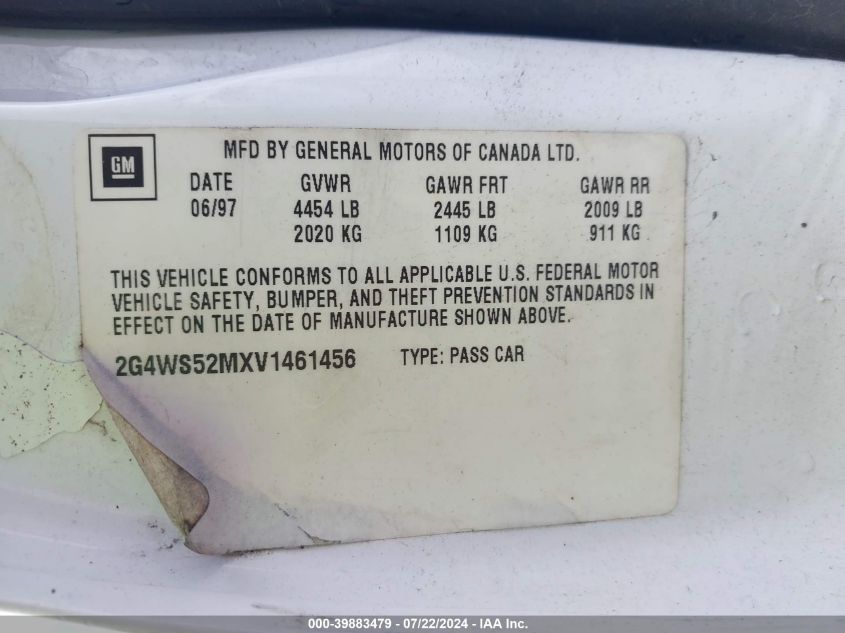 GM
MFD BY GENERAL MOTORS OF CANADA LTD.
DATE GVWR GAWR FRT GAWR RR
06/97 4454 LB 2445 LB 2009 LB
2020 KG 1109 KG 911 KG
THIS VEHICLE CONFORMS TO ALL APPLICABLE U.S. FEDERAL MOTOR
VEHICLE SAFETY, BUMPER, AND THEFT PREVENTION STANDARDS IN
EFFECT ON THE DATE OF MANUFACTURE SHOWN ABOVE.
2G4WS52MXV1461456 TYPE: PASS CAR
000-39883479 - 07/22/2024 - IAA Inc.